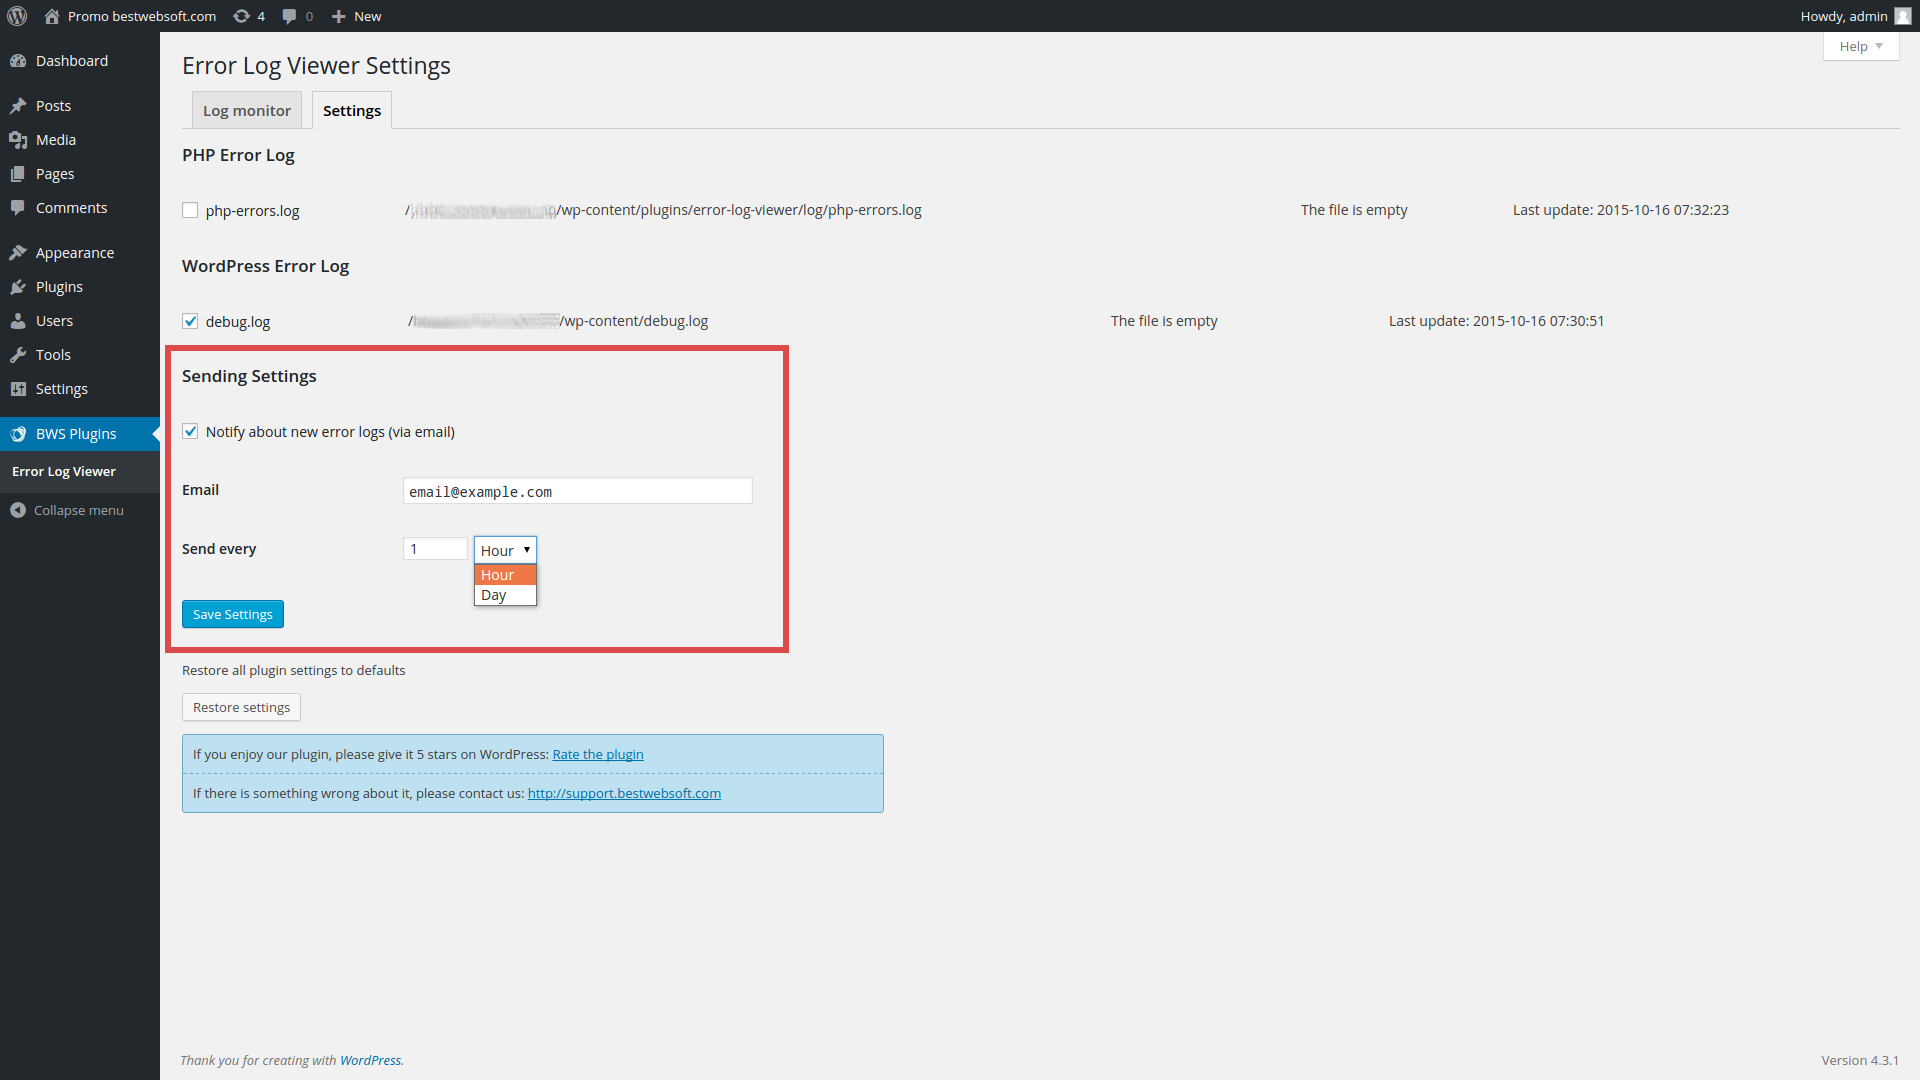 Promo bestwebsoft.com 4 0 New Howdy, admin
Help
Dashboard
Posts
Media
Pages
Comments
Appearance
Plugins
Users
Tools
Settings
BWS Plugins
Error Log Viewer
Collapse menu
Error Log Viewer Settings
Log monitor Settings
PHP Error Log
php-errors.log / /wp-content/plugins/error-log-viewer/log/php-errors.log The file is empty Last update: 2015-10-16 07:32:23
WordPress Error Log
debug.log / /wp-content/debug.log The file is empty Last update: 2015-10-16 07:30:51
Sending Settings
Notify about new error logs (via email)
Email email@example.com
Send every 1 Hour
Hour
Day
Save Settings
Restore all plugin settings to defaults
Restore settings
If you enjoy our plugin, please give it 5 stars on WordPress: Rate the plugin
If there is something wrong about it, please contact us: http://support.bestwebsoft.com
Thank you for creating with WordPress. Version 4.3.1